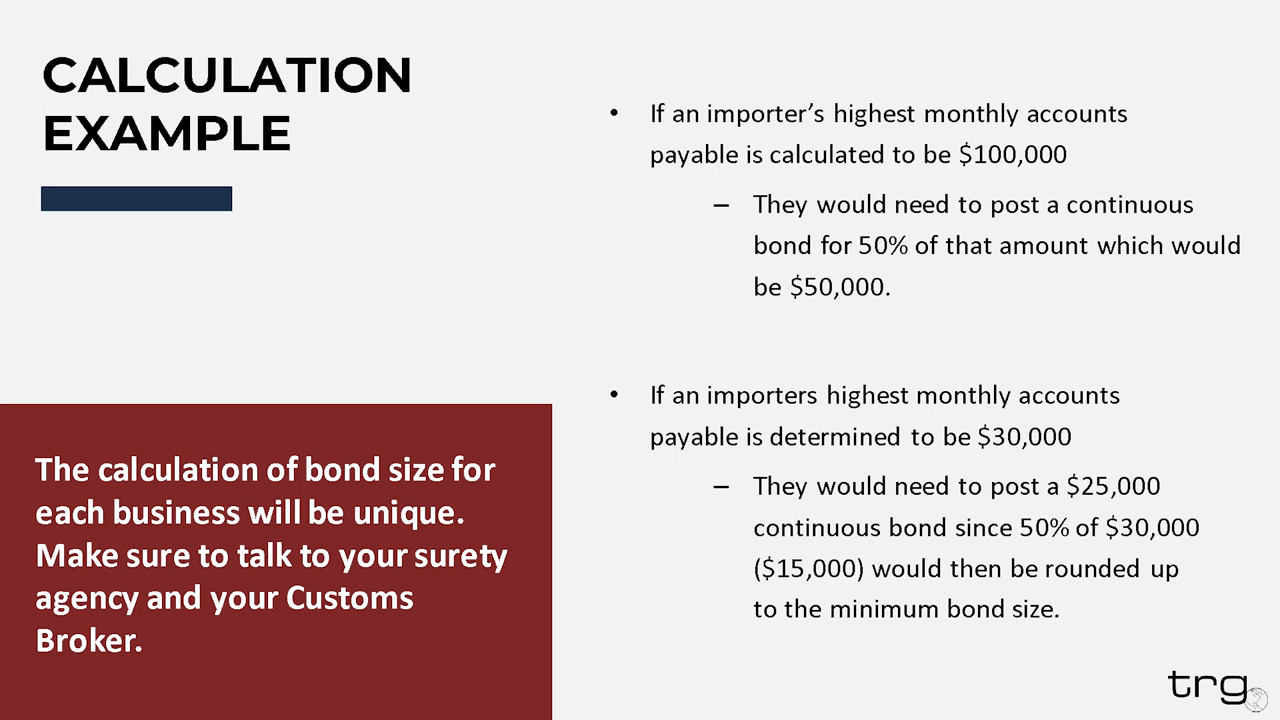 CALCULATION
EXAMPLE
The calculation of bond size for
each business will be unique.
Make sure to talk to your surety
agency and your Customs
Broker.
• If an importer’s highest monthly accounts
payable is calculated to be $100,000
– They would need to post a continuous
bond for 50% of that amount which would
be $50,000.
• If an importers highest monthly accounts
payable is determined to be $30,000
– They would need to post a $25,000
continuous bond since 50% of $30,000
($15,000) would then be rounded up
to the minimum bond size.
trg